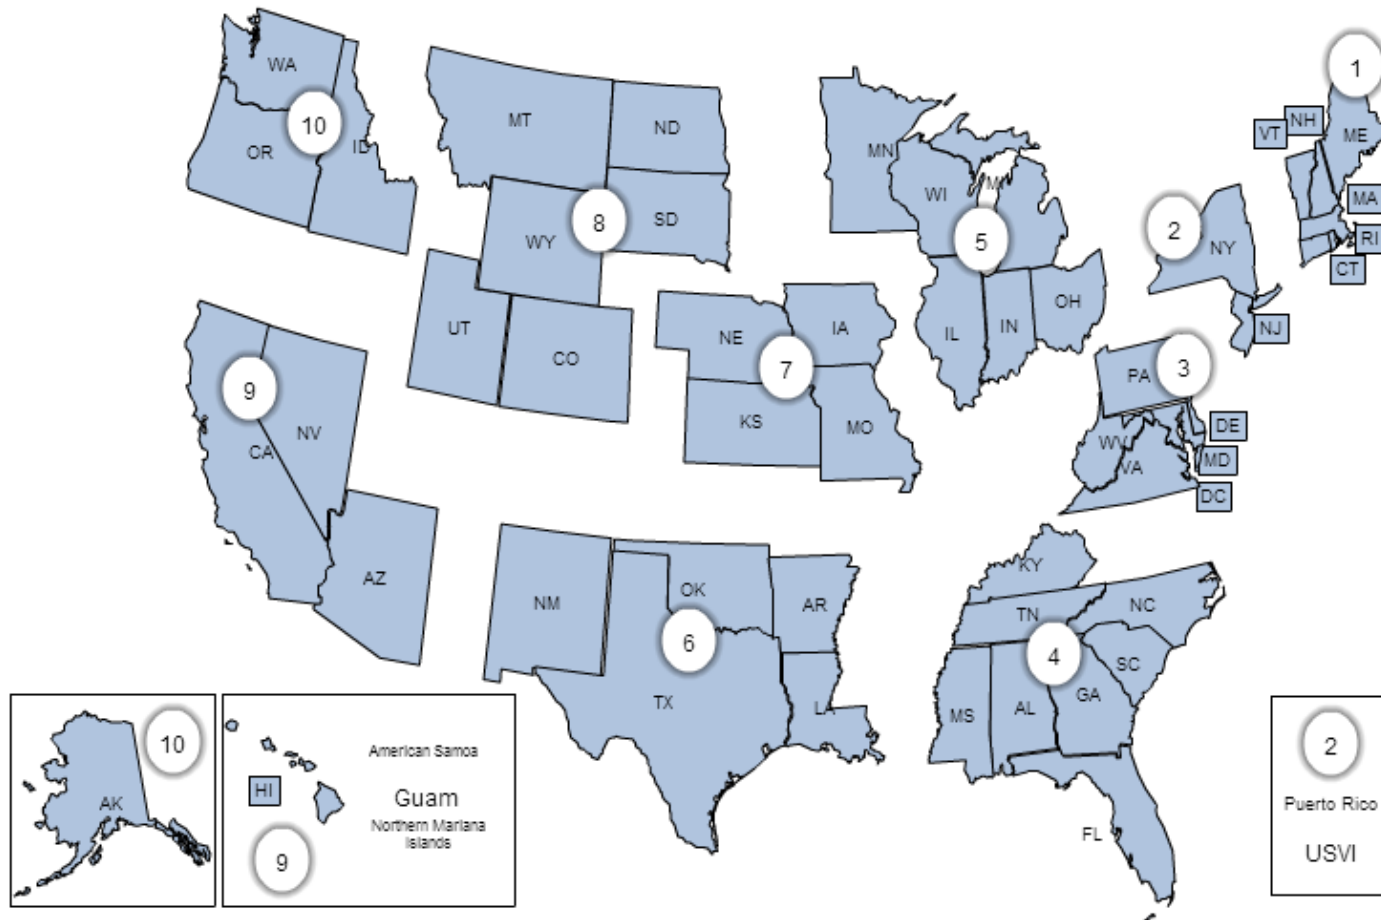 WA
10
OR
ID
MT
ND
8
WY
SD
UT
CO
MN
WI
MI
5
IL
IN
OH
1
NH
VT
ME
MA
RI
CT
2
NY
NJ
9
CA
NV
AZ
NE
IA
7
KS
MO
PA
3
DE
WV
MD
VA
DC
NM
OK
AR
6
TX
LA
KY
TN
NC
4
SC
MS
AL
GA
FL
10
AK
HI
American Samoa
Guam
Northern Mariana
Islands
9
2
Puerto Rico
USVI